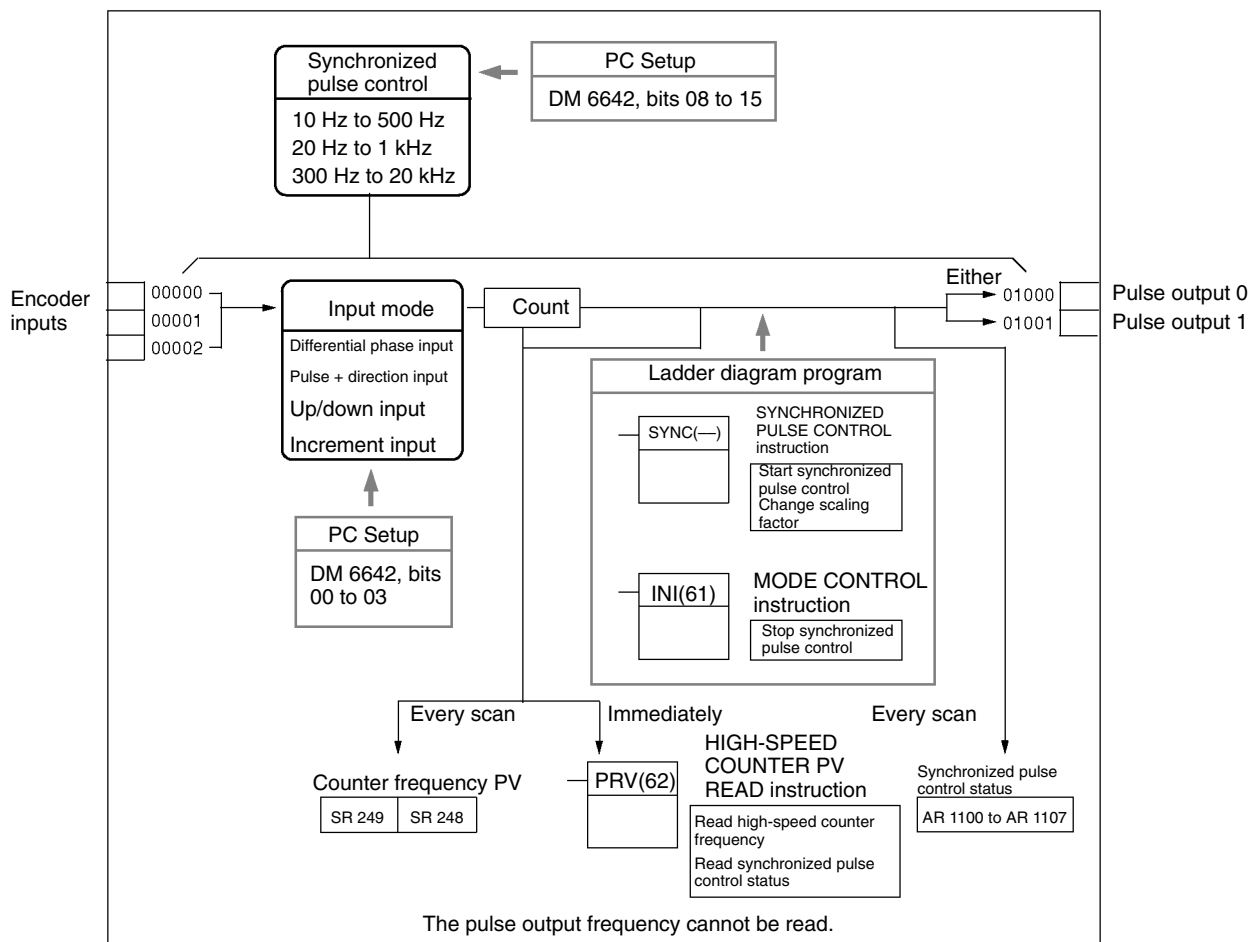 Synchronized
pulse control
10 Hz to 500 Hz
20 Hz to 1 kHz
300 Hz to 20 kHz
PC Setup
DM 6642, bits 08 to 15
Encoder
inputs
00000
00001
00002
Input mode
Differential phase input
Pulse + direction input
Up/down input
Increment input
Count
Either
01000
01001
Pulse output 0
Pulse output 1
PC Setup
DM 6642, bits
00 to 03
Ladder diagram program
SYNC(––)
SYNCHRONIZED
PULSE CONTROL
instruction
Start synchronized
pulse control
Change scaling
factor
INI(61)
MODE CONTROL
instruction
Stop synchronized
pulse control
Every scan
Immediately
Every scan
Counter frequency PV
SR 249
SR 248
PRV(62)
HIGH-SPEED
COUNTER PV
READ instruction
Read high-speed counter
frequency
Read synchronized pulse
control status
Synchronized pulse
control status
AR 1100 to AR 1107
The pulse output frequency cannot be read.